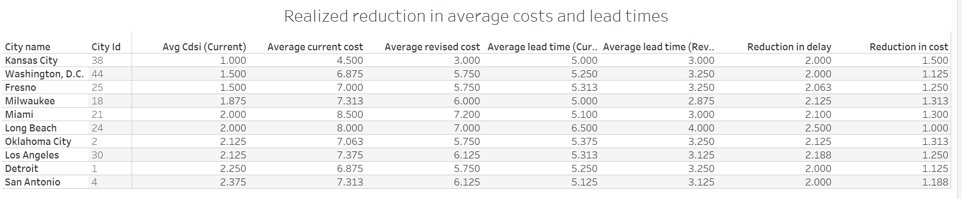 Realized reduction in average costs and lead times
City name City Id Avg Cdsi (Current) Average current cost Average revised cost Average lead time (Cur.. Average lead time (Rev.. Reduction in delay Reduction in cost
Kansas City 38 1.000 4.500 3.000 5.000 3.000 2.000 1.500
Washington, D.C. 44 1.500 6.875 5.750 5.250 3.250 2.000 1.125
Fresno 25 1.500 7.000 5.750 5.313 3.250 2.063 1.250
Milwaukee 18 1.875 7.313 6.000 5.000 2.875 2.125 1.313
Miami 21 2.000 8.500 7.200 5.100 3.000 2.100 1.300
Long Beach 24 2.000 8.000 7.000 6.500 4.000 2.500 1.000
Oklahoma City 2 2.125 7.063 5.750 5.375 3.250 2.125 1.313
Los Angeles 30 2.125 7.375 6.125 5.313 3.125 2.188 1.250
Detroit 1 2.250 6.875 5.750 5.250 3.250 2.000 1.125
San Antonio 4 2.375 7.313 6.125 5.125 3.125 2.000 1.188